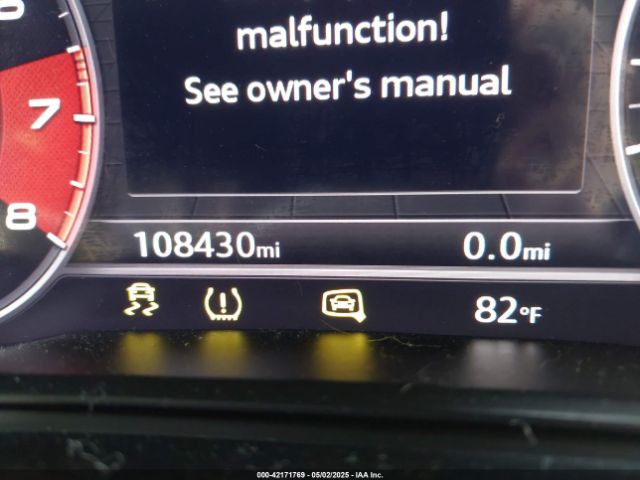 malfunction!
See owner's manual
7
8
108430mi 0.0mi
82°F
000-42171769 - 05/02/2025 - IAA Inc.